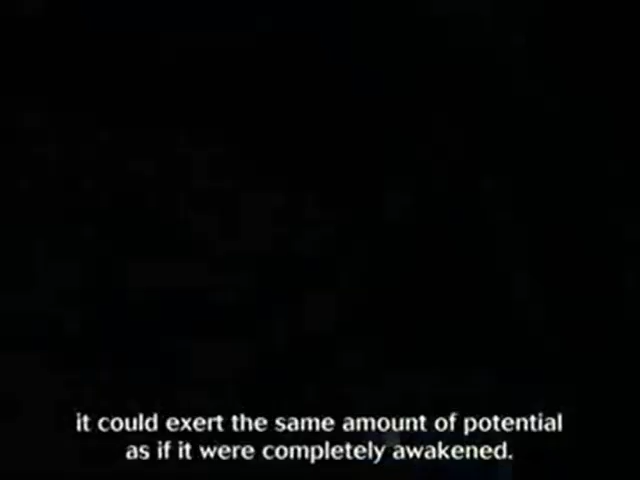 it could exert the same amount of potential
as if it were completely awakened.